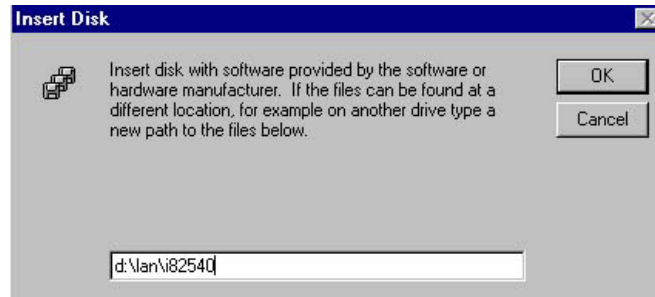 Insert Disk
Insert disk with software provided by the software or
hardware manufacturer. If the files can be found at a
different location, for example on another drive type a
new path to the files below.
OK
Cancel
d:\lan\i82540